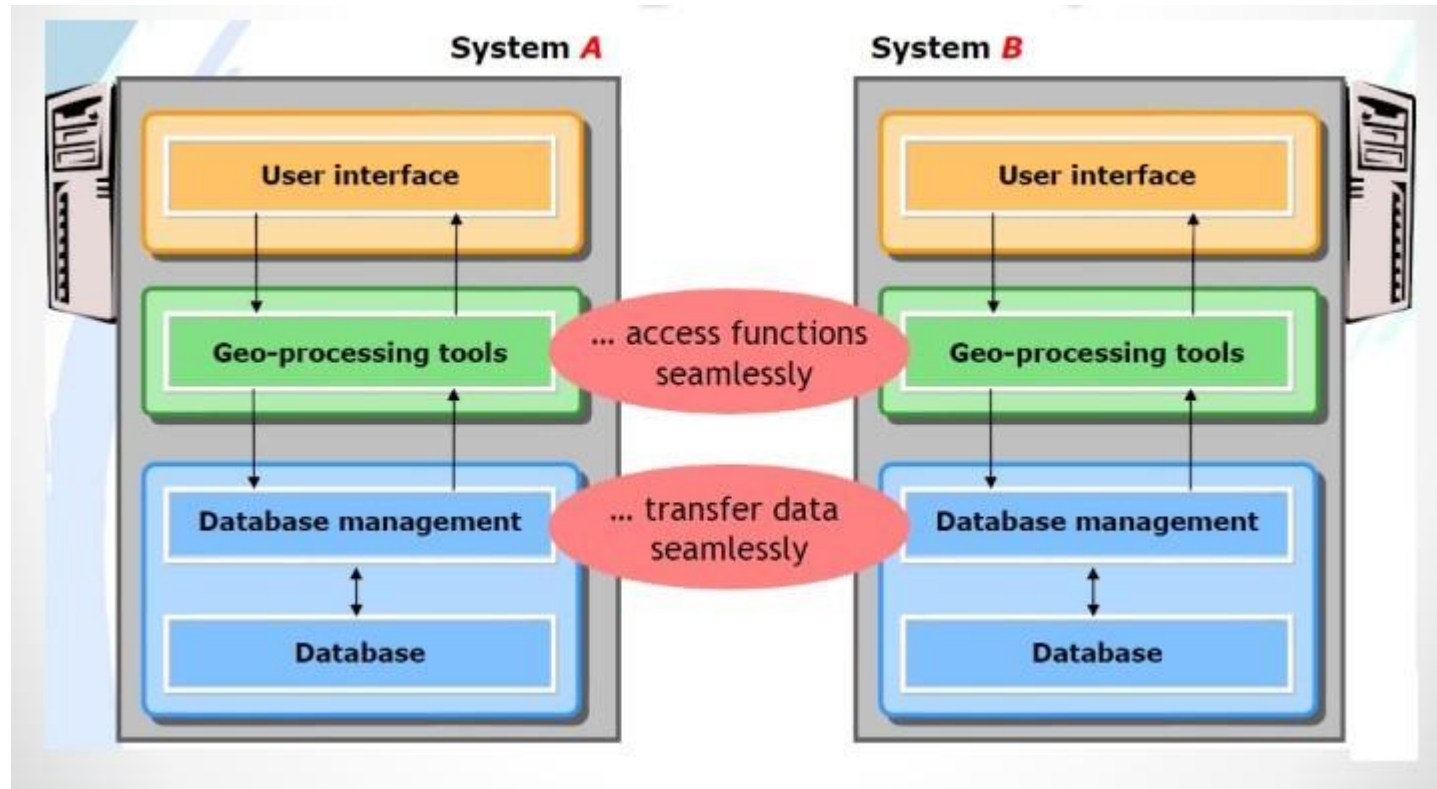 System A
System B
User interface
User interface
Geo-processing tools
... access functions
seamlessly
Geo-processing tools
Database management
... transfer data
seamlessly
Database management
Database
Database